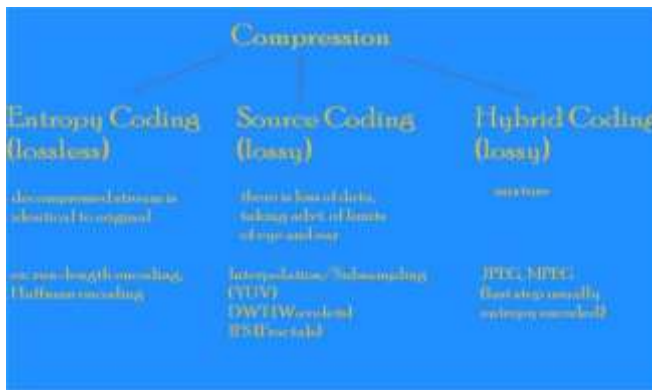 Compression
Entropy Coding
(lossless)
Source Coding
(lossy)
Hybrid Coding
(lossy)
decompressed stream is
identical to original
there is loss of data,
taking advt. of limits
of eye and ear
mixture
run-length encoding,
Huffman encoding
Interpolation/Subsampling
(YUV)
DWT(Wavelets)
IFS(Fractals)
JPEG, MPEG
(last step usually
entropy encoded)